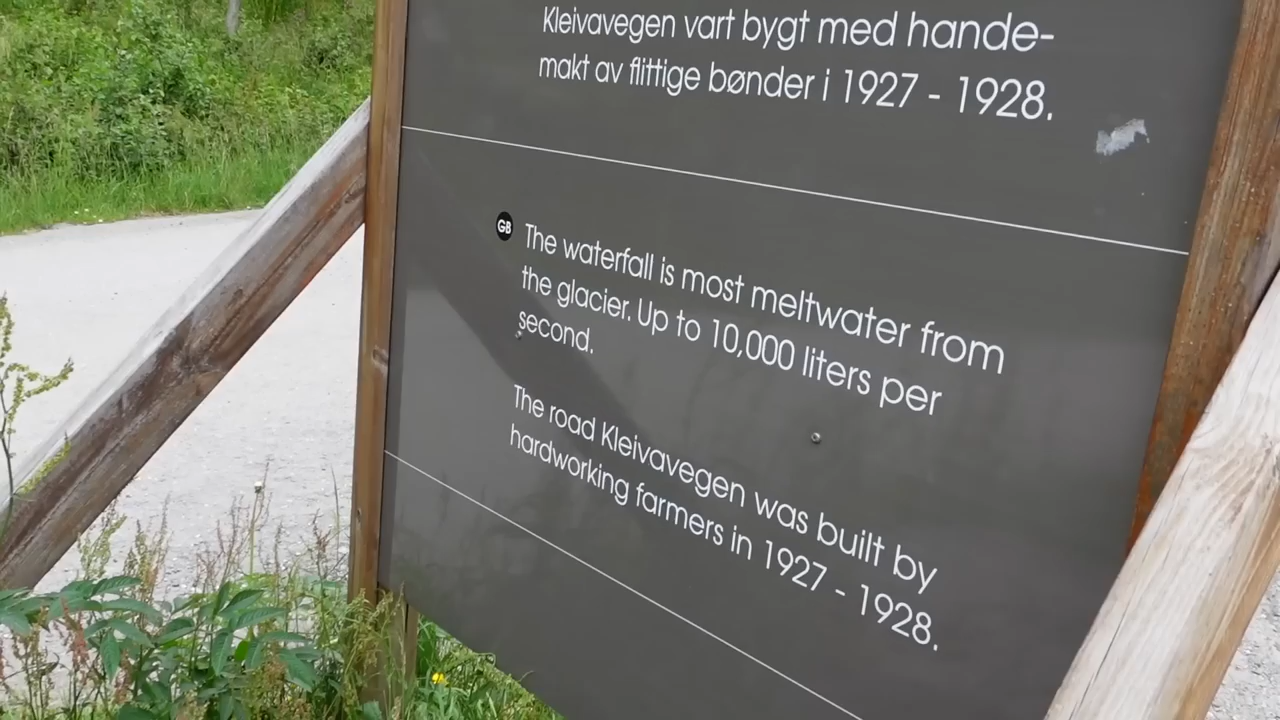 Kleivavegen vart bygt med hande-
makt av flittige bønder i 1927 - 1928.
GB
The waterfall is most meltwater from
the glacier. Up to 10,000 liters per
second.
The road Kleivavegen was built by
hardworking farmers in 1927 - 1928.